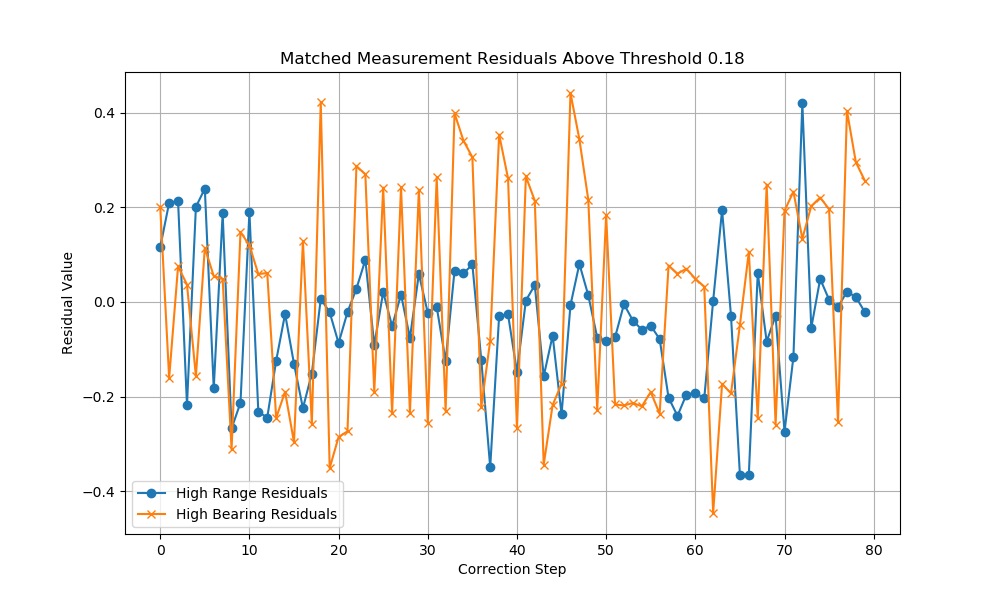 Matched Measurement Residuals Above Threshold 0.18
Residual Value
0.4
0.2
0.0
−0.2
−0.4
High Range Residuals
High Bearing Residuals
0 10 20 30 40 50 60 70 80
Correction Step